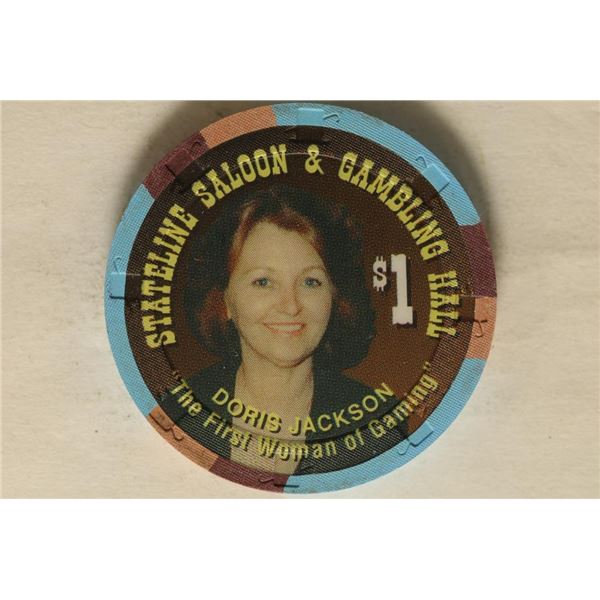 STATELINE SALOON & GAMBLING HALL
$1
DORIS JACKSON
"The First Woman of Gaming"